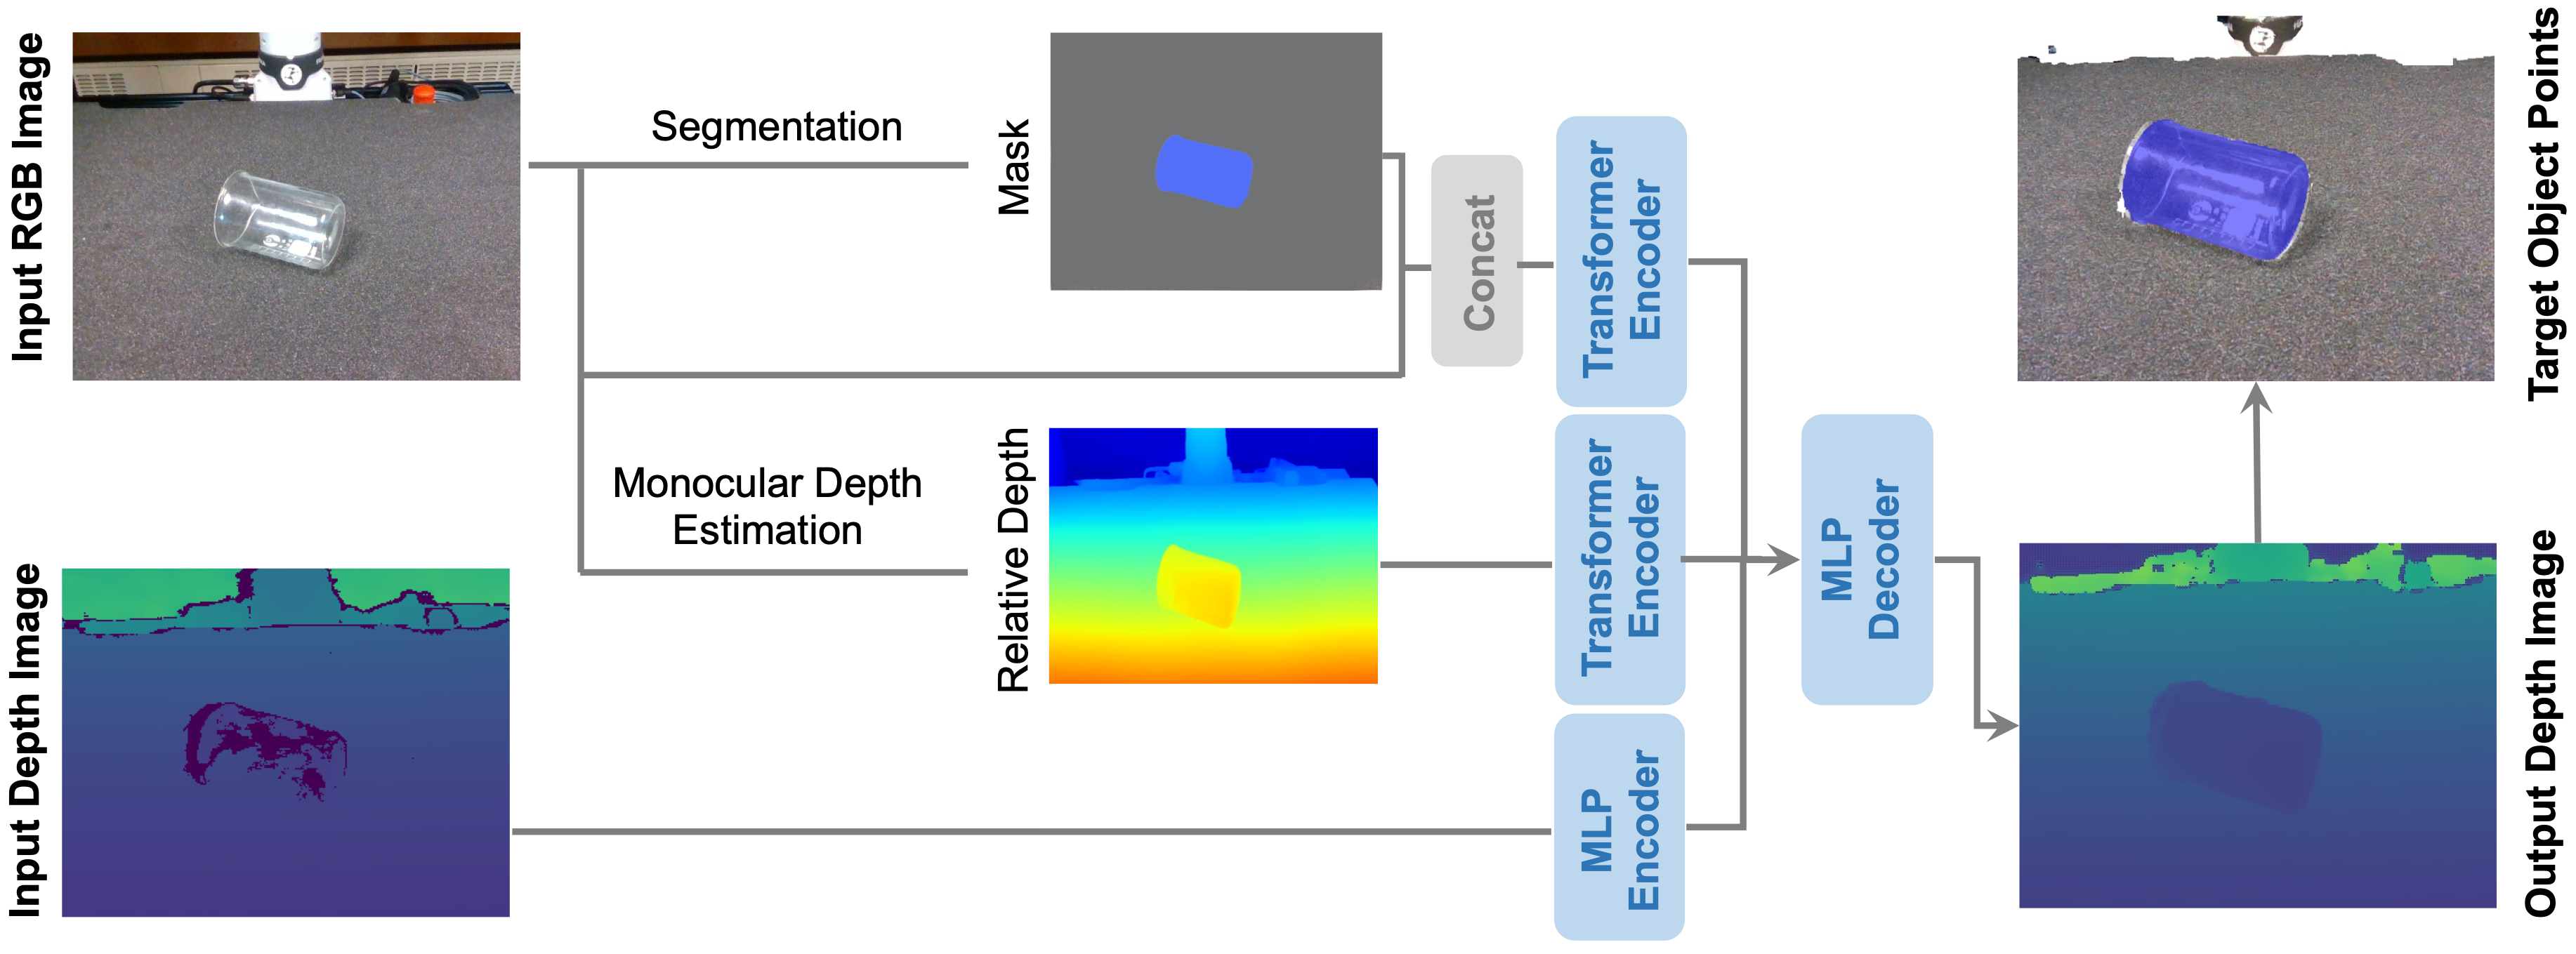 Input RGB Image
Segmentation
Mask
Concat
Transformer
Encoder
Target Object Points
Input Depth Image
Monocular Depth
Estimation
Relative Depth
Transformer
Encoder
MLP
Encoder
MLP
Decoder
Output Depth Image